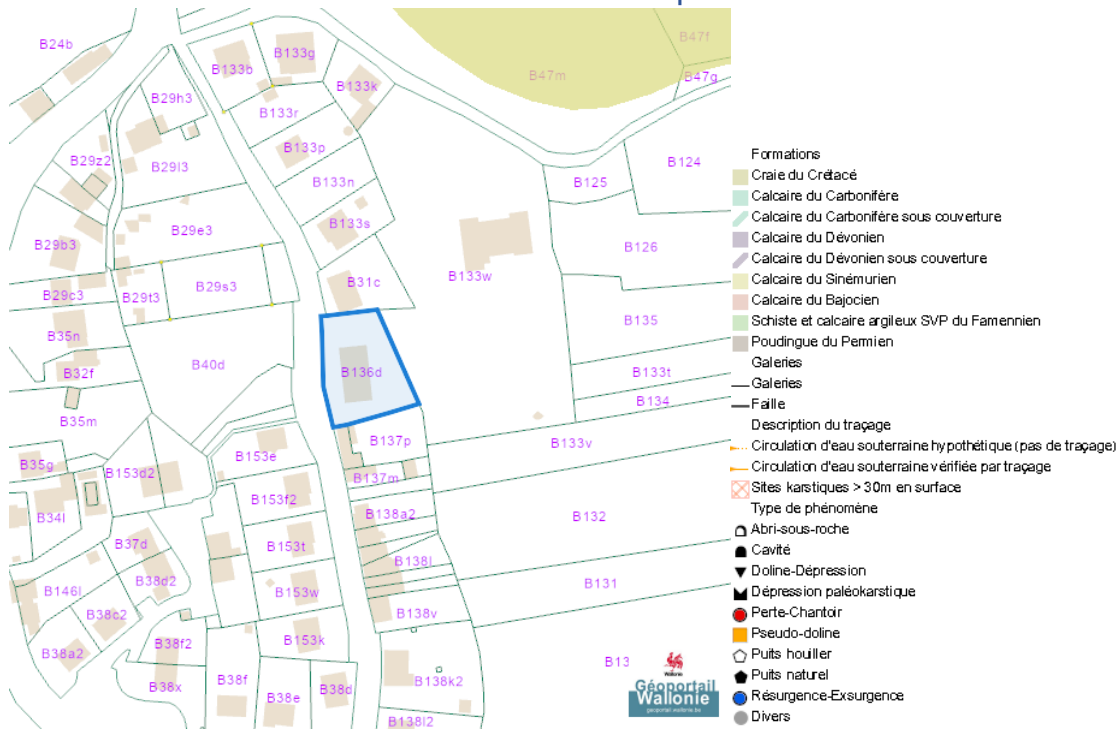 B24b
B133b
B133g
B47f
B47m
B47g
B133k
B29h3
B133r
B133p
B124
B29z2
B29l3
B125
B133n
B133s
B29e3
B29b3
B126
B133w
B31c
B29c3
B29t3
B29s3
B35n
B135
B40d
B32f
B136d
B133t
B134
B35m
B137p
B133v
B153e
B35g
B153d2
B137m
B153f2
B34l
B138a2
B132
B37d
B153t
B138l
B38d2
B146l
B153w
B131
B38c2
B138v
B38f2
B153k
B38a2
B13
B138k2
B38x
B38f
B38e
B38d
B138l2
Wallonie
Géoportail
Wallonie
geoportail.wallonie.be
Formations
Craie du Crétacé
Calcaire du Carbonifère
Calcaire du Carbonifère sous couverture
Calcaire du Dévonien
Calcaire du Dévonien sous couverture
Calcaire du Sinémurien
Calcaire du Bajocien
Schiste et calcaire argileux SVP du Famennien
Poudingue du Permien
Galeries
Galeries
Faille
Description du traçage
Circulation d'eau souterraine hypothétique (pas de traçage)
Circulation d'eau souterraine vérifiée par traçage
Sites karstiques > 30m en surface
Type de phénomène
Abri-sous-roche
Cavité
Doline-Dépression
Dépression paléokarstique
Perte-Chantoir
Pseudo-doline
Puits houiller
Puits naturel
Résurgence-Exsurgence
Divers